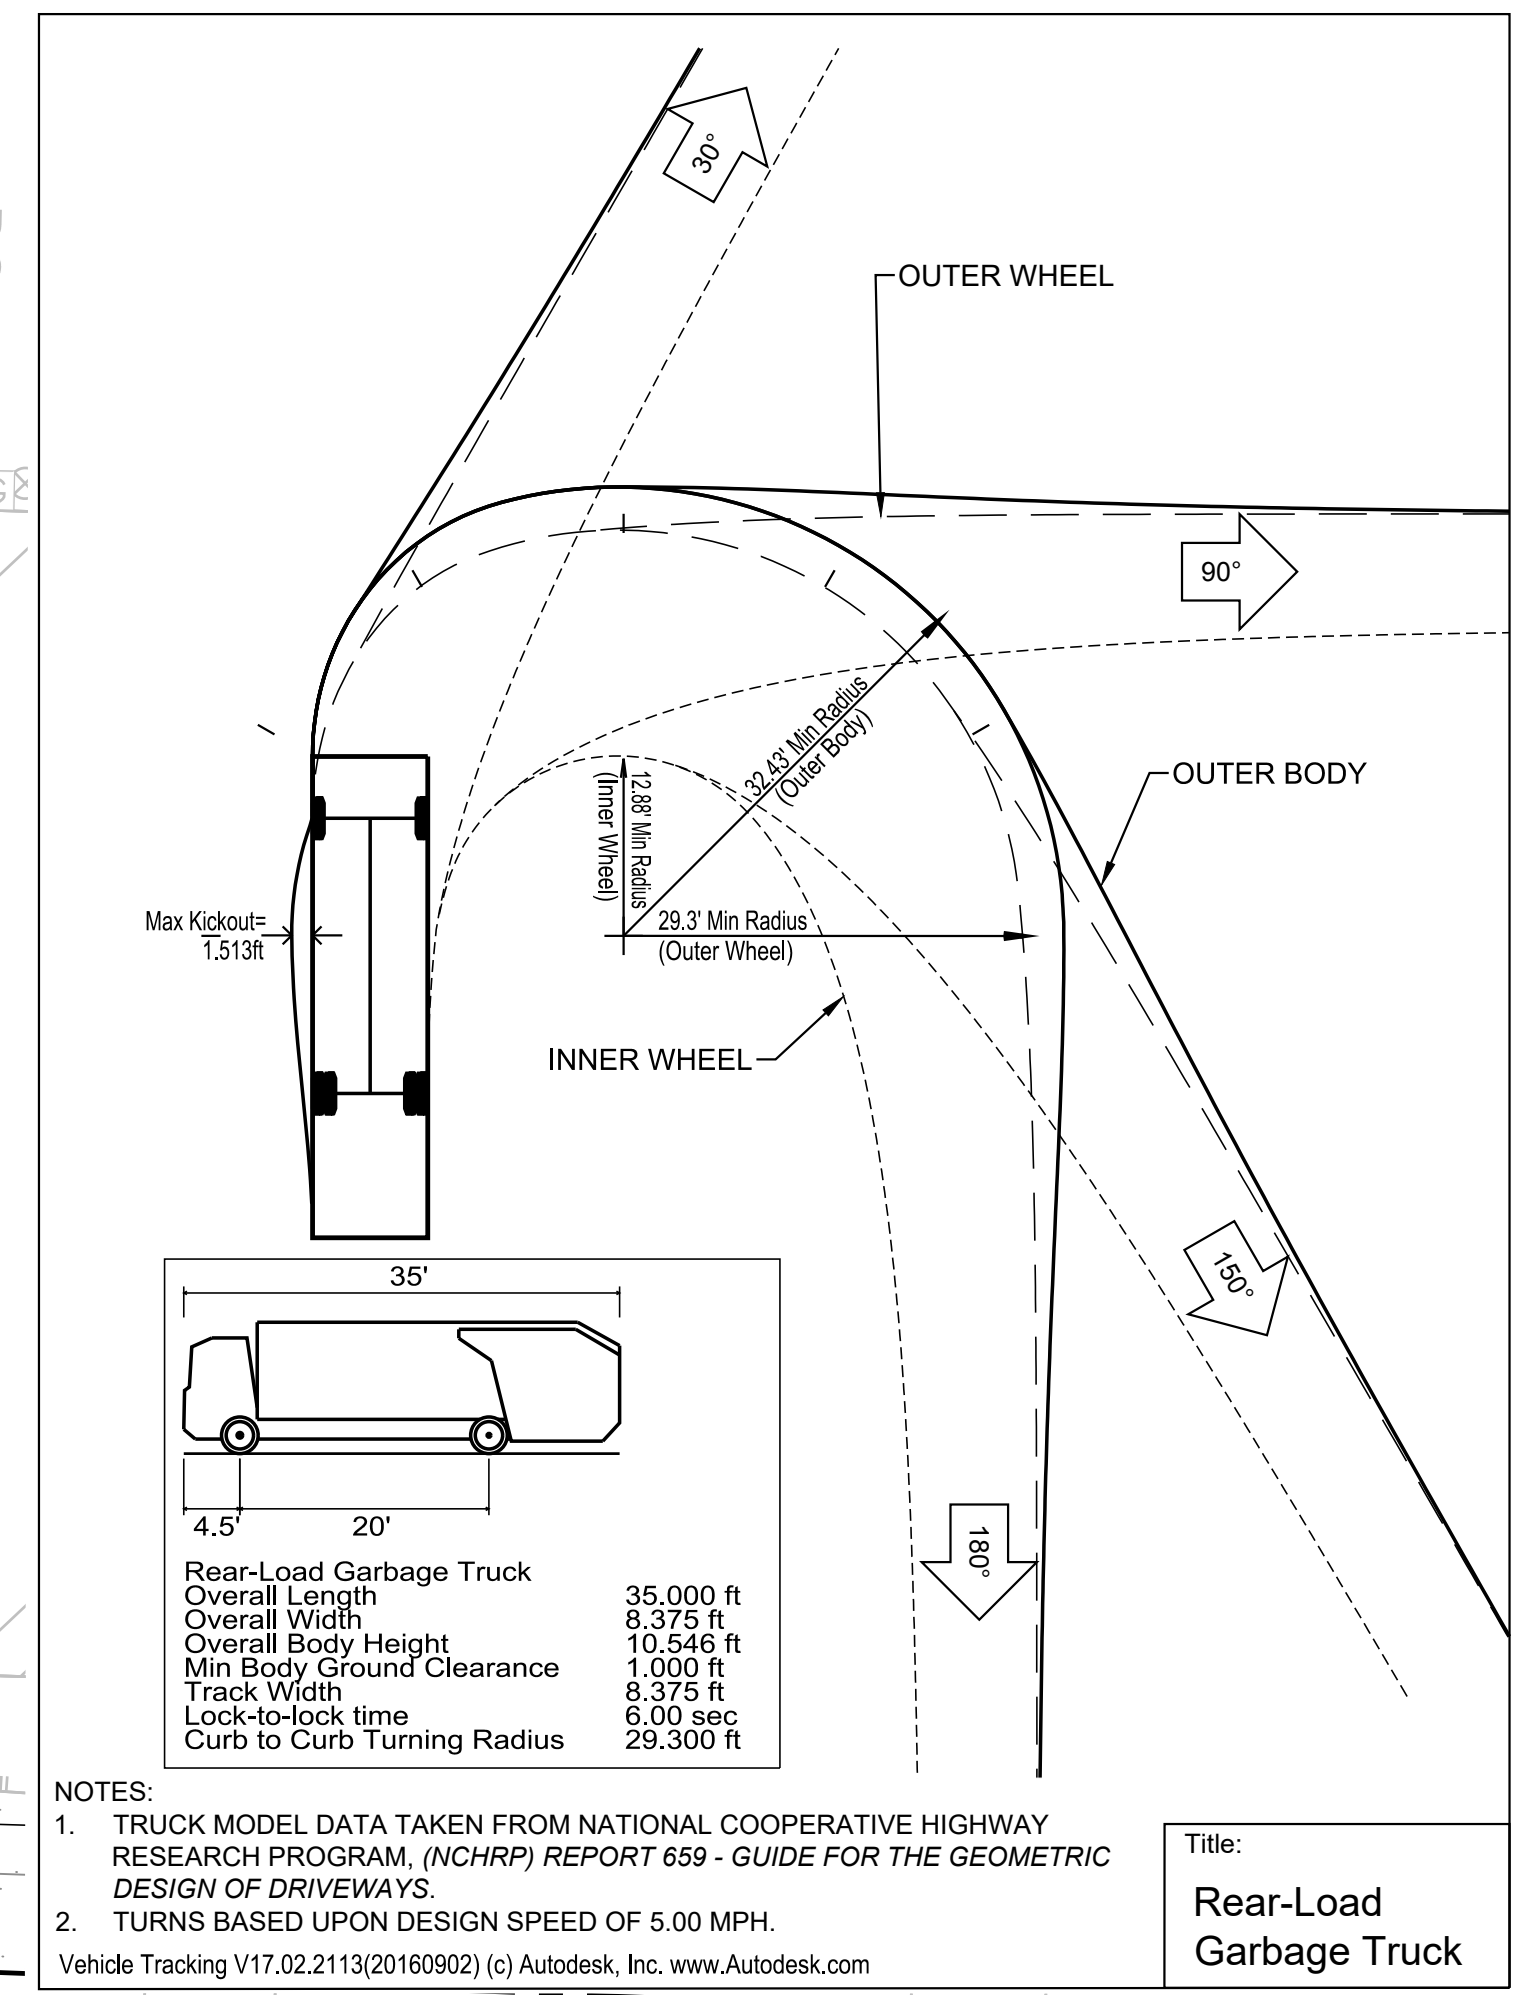 30°
OUTER WHEEL
90°
32.43' Min Radius
(Outer Body)
OUTER BODY
12.88' Min Radius
(Inner Wheel)
Max Kickout=
1.513ft
29.3' Min Radius
(Outer Wheel)
INNER WHEEL
150°
180°
35'
4.5'
20'
Rear-Load Garbage Truck
Overall Length 35.000 ft
Overall Width 8.375 ft
Overall Body Height 10.546 ft
Min Body Ground Clearance 1.000 ft
Track Width 8.375 ft
Lock-to-lock time 6.00 sec
Curb to Curb Turning Radius 29.300 ft
NOTES:
1. TRUCK MODEL DATA TAKEN FROM NATIONAL COOPERATIVE HIGHWAY
RESEARCH PROGRAM, (NCHRP) REPORT 659 - GUIDE FOR THE GEOMETRIC
DESIGN OF DRIVEWAYS.
2. TURNS BASED UPON DESIGN SPEED OF 5.00 MPH.
Vehicle Tracking V17.02.2113(20160902) (c) Autodesk, Inc. www.Autodesk.com
Title:
Rear-Load
Garbage Truck